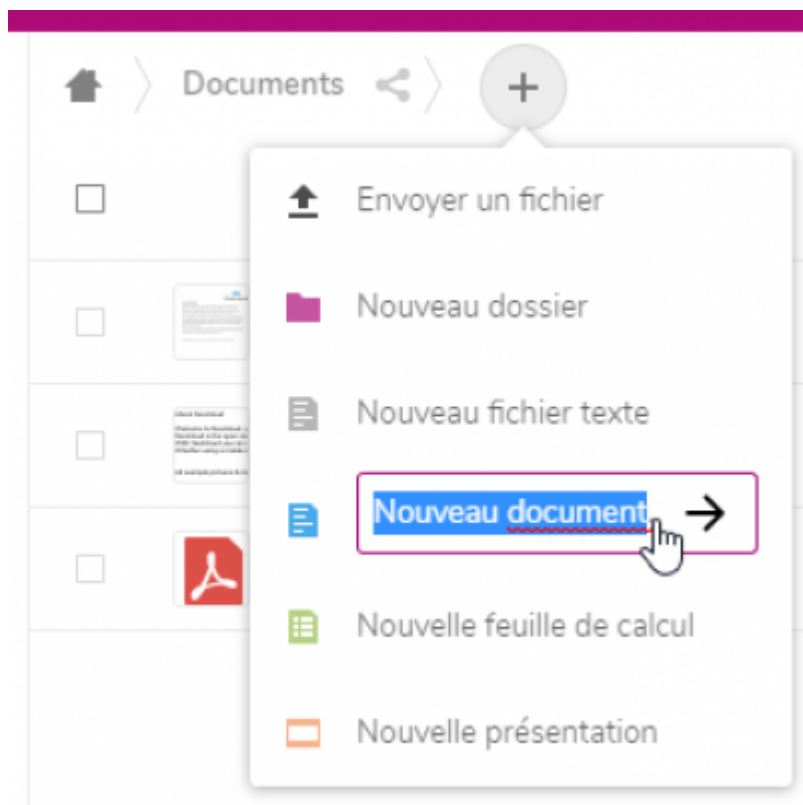 Documents
Envoyer un fichier
Nouveau dossier
Nouveau fichier texte
Nouveau document
Nouvelle feuille de calcul
Nouvelle présentation